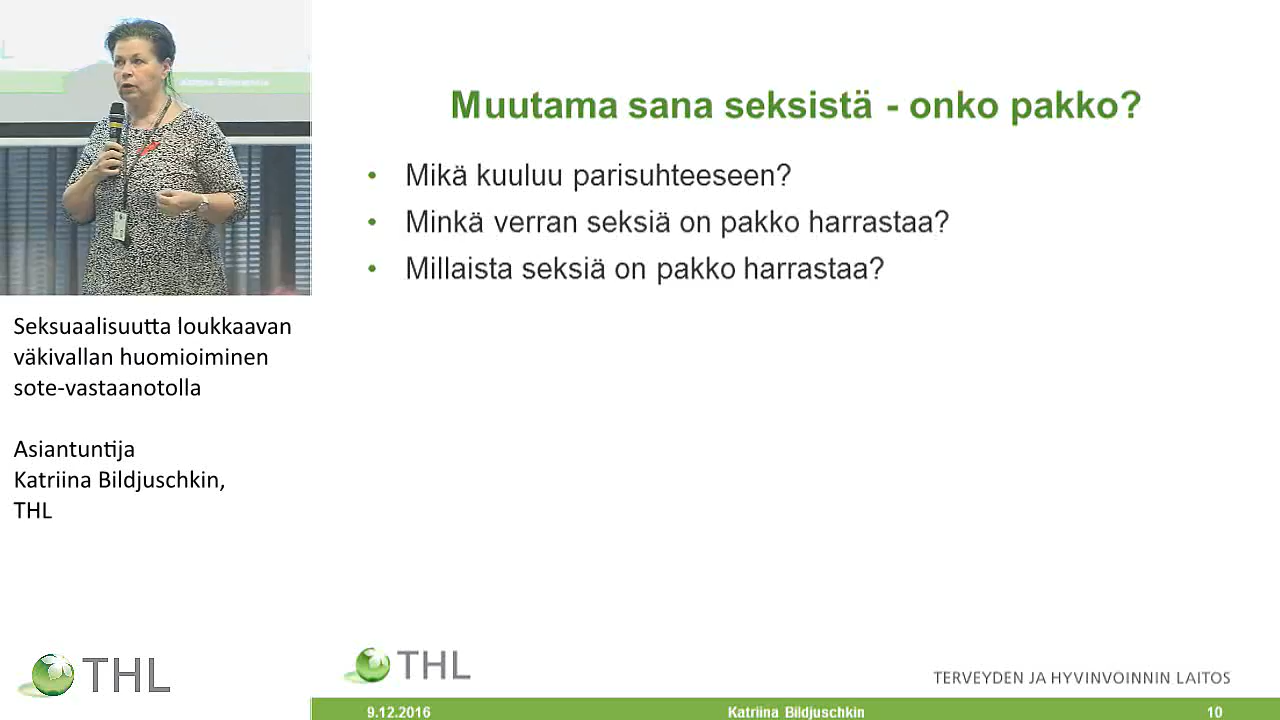 Muutama sana seksistä - onko pakko?
• Mikä kuuluu parisuhteeseen?
• Minkä verran seksiä on pakko harrastaa?
• Millaista seksiä on pakko harrastaa?
Seksuaalisuutta loukkaavan
väkivallan huomioiminen
sote-vastaanotolla
Asiantuntija
Katriina Bildjuschkin,
THL
THL
THL
TERVEYDEN JA HYVINVOINNIN LAITOS
9.12.2016 Katriina Bildjuschkin 10